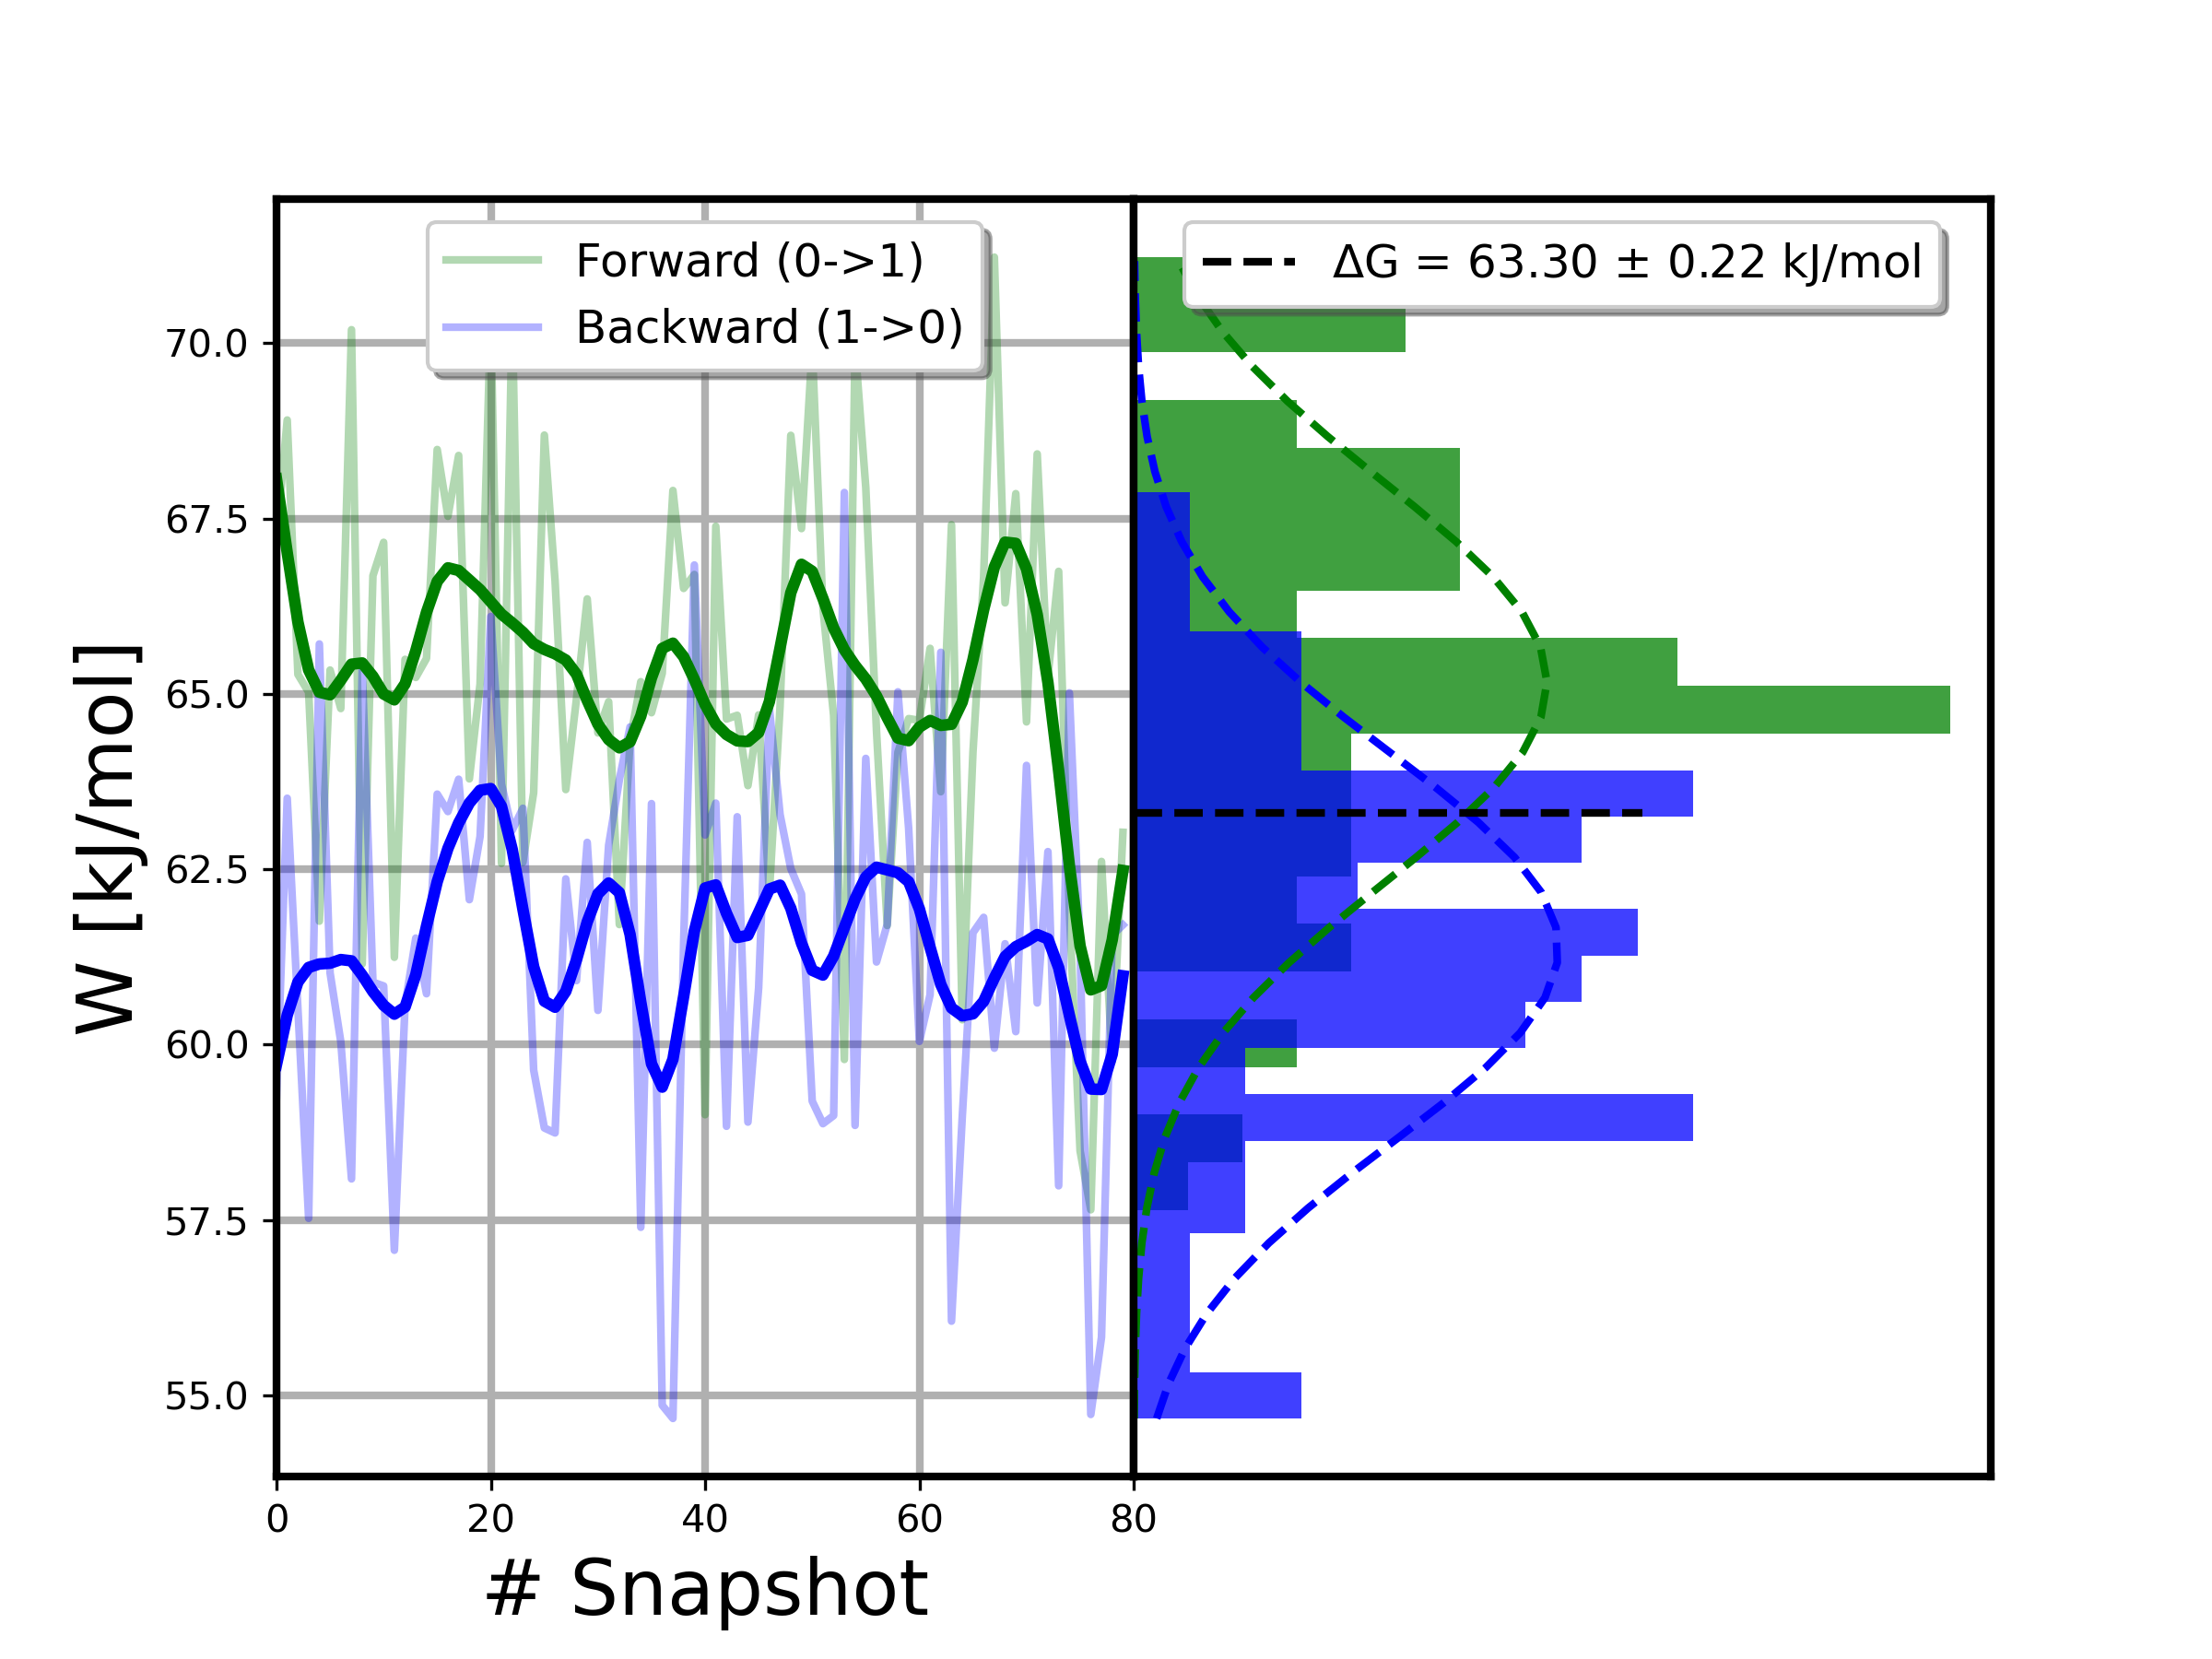 Forward (0->1)
Backward (1->0)
ΔG = 63.30 ± 0.22 kJ/mol
W [kJ/mol]
70.0
67.5
65.0
62.5
60.0
57.5
55.0
0 20 40 60 80
# Snapshot